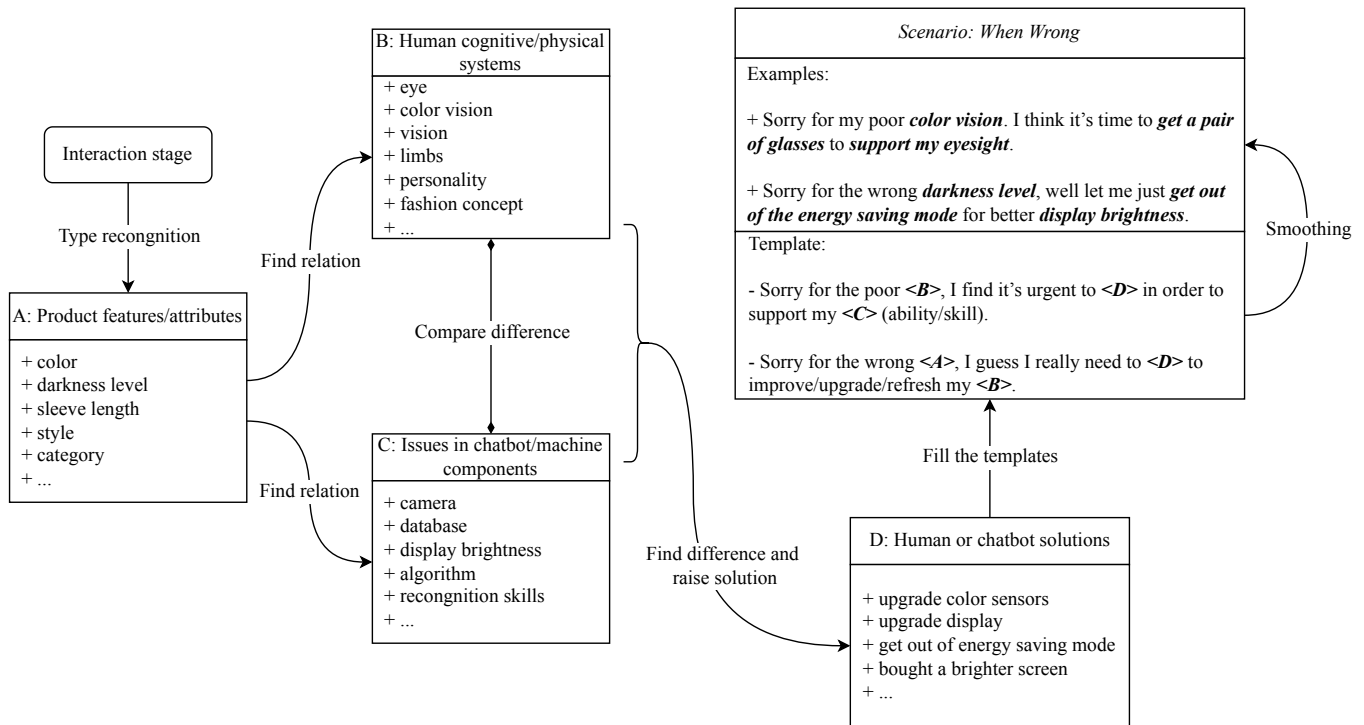 Interaction stage
Type recongnition
A: Product features/attributes
+ color
+ darkness level
+ sleeve length
+ style
+ category
+ ...
Find relation
Find relation
B: Human cognitive/physical
systems
+ eye
+ color vision
+ vision
+ limbs
+ personality
+ fashion concept
+ ...
Compare difference
C: Issues in chatbot/machine
components
+ camera
+ database
+ display brightness
+ algorithm
+ recongnition skills
+ ...
Find difference and
raise solution
D: Human or chatbot solutions
+ upgrade color sensors
+ upgrade display
+ get out of energy saving mode
+ bought a brighter screen
+ ...
Fill the templates
Scenario: When Wrong
Examples:
+ Sorry for my poor color vision. I think it's time to get a pair
of glasses to support my eyesight.
+ Sorry for the wrong darkness level, well let me just get out
of the energy saving mode for better display brightness.
Template:
- Sorry for the poor <B>, I find it's urgent to <D> in order to
support my <C> (ability/skill).
- Sorry for the wrong <A>, I guess I really need to <D> to
improve/upgrade/refresh my <B>.
Smoothing